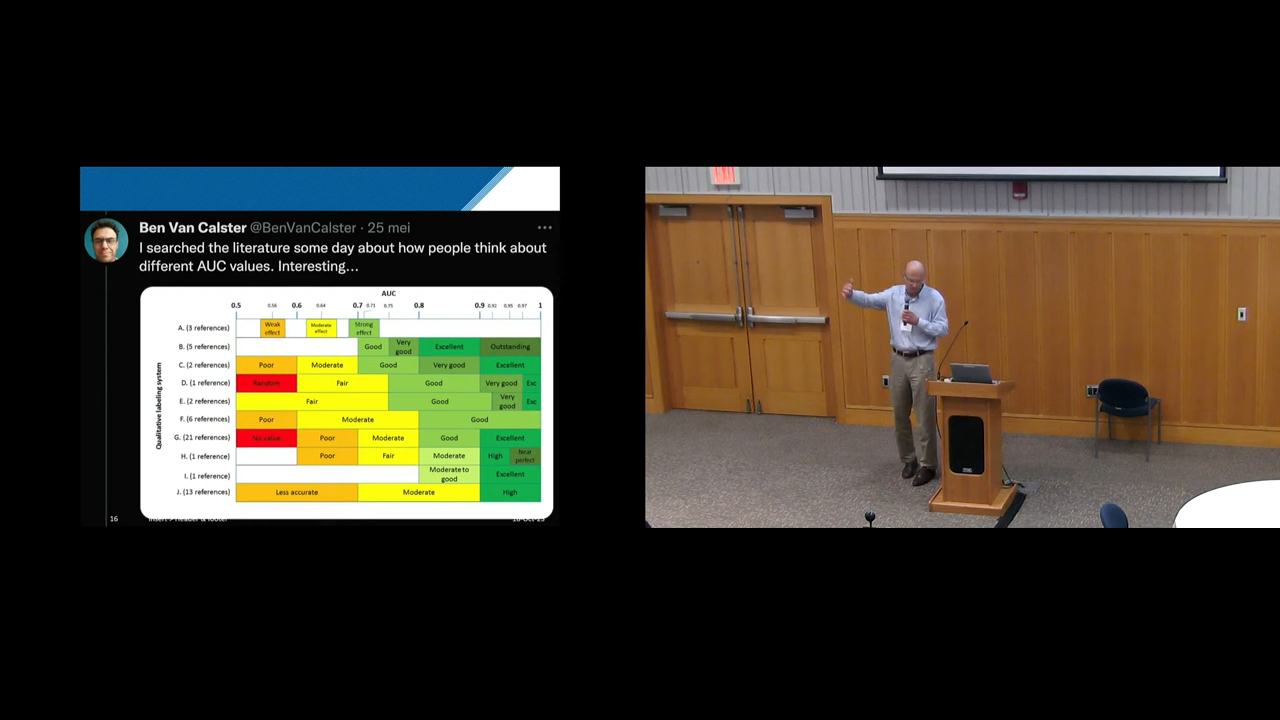 Ben Van Calster @BenVanCalster · 25 mei
I searched the literature some day about how people think about
different AUC values. Interesting...
AUC
0.5 0.56 0.6 0.64 0.7 0.71 0.75 0.8 0.9 0.92 0.95 0.97 1
Qualitative labeling system
A. (3 references) Weak effect Moderate effect Strong effect
B. (5 references) Good Very good Excellent Outstanding
C. (2 references) Poor Moderate Good Very good Excellent
D. (1 reference) Random Fair Good Very good Exc
E. (2 references) Fair Good Very good Exc
F. (6 references) Poor Moderate Good
G. (21 references) No value Poor Moderate Good Excellent
H. (1 reference) Poor Fair Moderate High Near perfect
I. (1 reference) Moderate to good Excellent
J. (13 references) Less accurate Moderate High
16 Insert > Header & footer